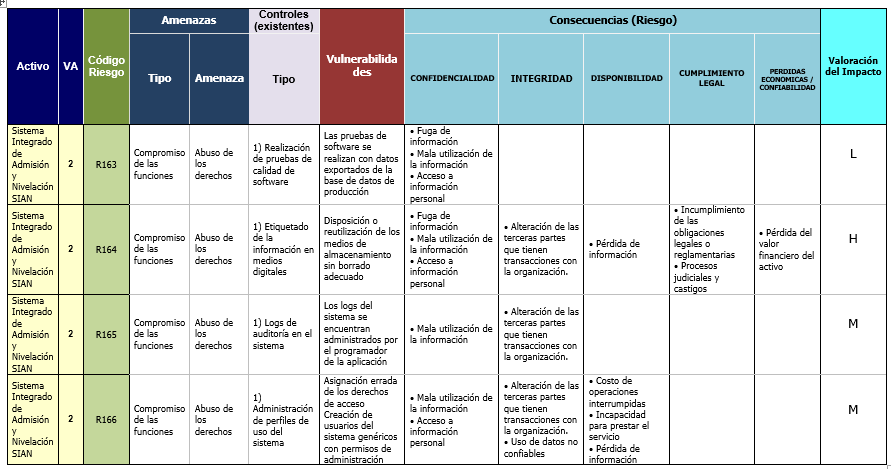 Activo
VA
Código
Riesgo
Amenazas
Tipo
Amenaza
Controles
(existentes)
Tipo
Vulnerabilida
des
Consecuencias (Riesgo)
CONFIDENCIALIDAD
INTEGRIDAD
DISPONIBILIDAD
CUMPLIMIENTO
LEGAL
PERDIDAS
ECONOMICAS /
CONFIABILIDAD
Valoración
del Impacto
Sistema
Integrado
de
Admisión
y
Nivelación
SIAN
2
R163
Compromiso
de las
funciones
Abuso de
los
derechos
1) Realización
de pruebas de
calidad de
software
Las pruebas de
software se
realizan con datos
exportados de la
base de datos de
producción
• Fuga de
información
• Mala utilización de
la información
• Acceso a
información
personal
L
Sistema
Integrado
de
Admisión
y
Nivelación
SIAN
2
R164
Compromiso
de las
funciones
Abuso de
los
derechos
1) Etiquetado
de la
información en
medios
digitales
Disposición o
reutilización de los
medios de
almacenamiento
sin borrado
adecuado
• Fuga de
información
• Mala utilización de
la información
• Acceso a
información
personal
• Alteración de las
terceras partes
que tienen
transacciones con
la organización.
• Pérdida de
información
• Incumplimiento
de las
obligaciones
legales o
reglamentarias
• Procesos
judiciales y
castigos
• Pérdida del
valor
financiero del
activo
H
Sistema
Integrado
de
Admisión
y
Nivelación
SIAN
2
R165
Compromiso
de las
funciones
Abuso de
los
derechos
1) Logs de
auditoría en el
sistema
Los logs del
sistema se
encuentran
administrados por
el programador
de la aplicación
• Mala utilización de
la información
• Alteración de las
terceras partes
que tienen
transacciones con
la organización.
M
Sistema
Integrado
de
Admisión
y
Nivelación
SIAN
2
R166
Compromiso
de las
funciones
Abuso de
los
derechos
1)
Administración
de perfiles de
uso del
sistema
Asignación errada
de los derechos
de acceso
Creación de
usuarios del
sistema genéricos
con permisos de
administración
• Mala utilización de
la información
• Acceso a
información
personal
• Alteración de las
terceras partes
que tienen
transacciones con
la organización.
• Uso de datos no
confiables
• Costo de
operaciones
interrumpidas
• Incapacidad
para prestar el
servicio
• Pérdida de
información
M